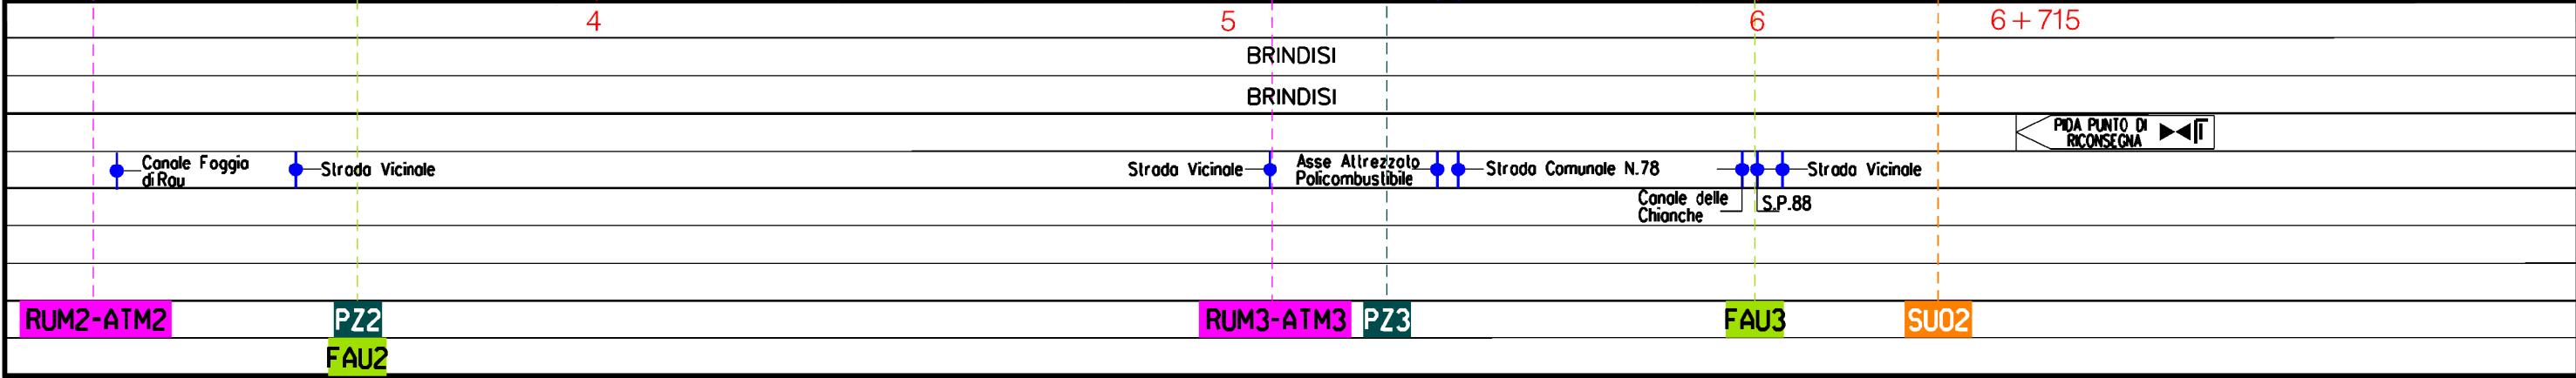 4 5 6 6+715
BRINDISI
BRINDISI
PIDA PUNTO DI
RICONSEGNA
Canale Foggia
di Rau
Strada Vicinale
Strada Vicinale
Asse Attrezzato
Policombustibile
Strada Comunale N.78
Strada Vicinale
Canale delle
Chianche
S.P.88
RUM2-ATM2 PZ2 RUM3-ATM3 PZ3 FAU3 SUO2
FAU2